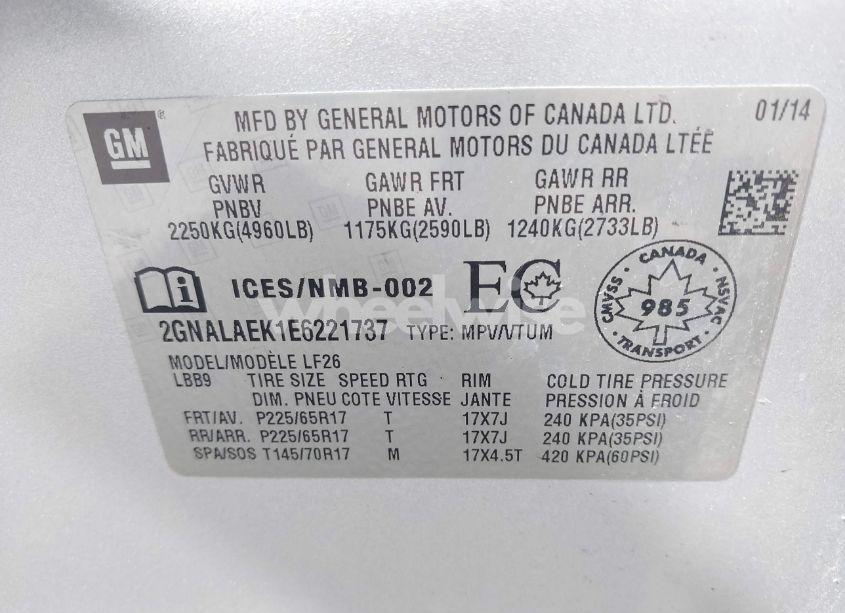 GM ®
MFD BY GENERAL MOTORS OF CANADA LTD. 01/14
FABRIQUÉ PAR GENERAL MOTORS DU CANADA LTÉE
GVWR GAWR FRT GAWR RR
PNBV PNBE AV. PNBE ARR.
2250KG(4960LB) 1175KG(2590LB) 1240KG(2733LB)
ICES/NMB-002 EC
CANADA
CMVSS 985 NSVAC
TRANSPORT
wheelwise
2GNALAEK1E6221737 TYPE: MPV/VTUM
MODEL/MODÈLE LF26
LBB9 TIRE SIZE SPEED RTG RIM COLD TIRE PRESSURE
DIM. PNEU COTE VITESSE JANTE PRESSION À FROID
FRT/AV. P225/65R17 T 17X7J 240 KPA(35PSI)
RR/ARR. P225/65R17 T 17X7J 240 KPA(35PSI)
SPA/SOS T145/70R17 M 17X4.5T 420 KPA(60PSI)